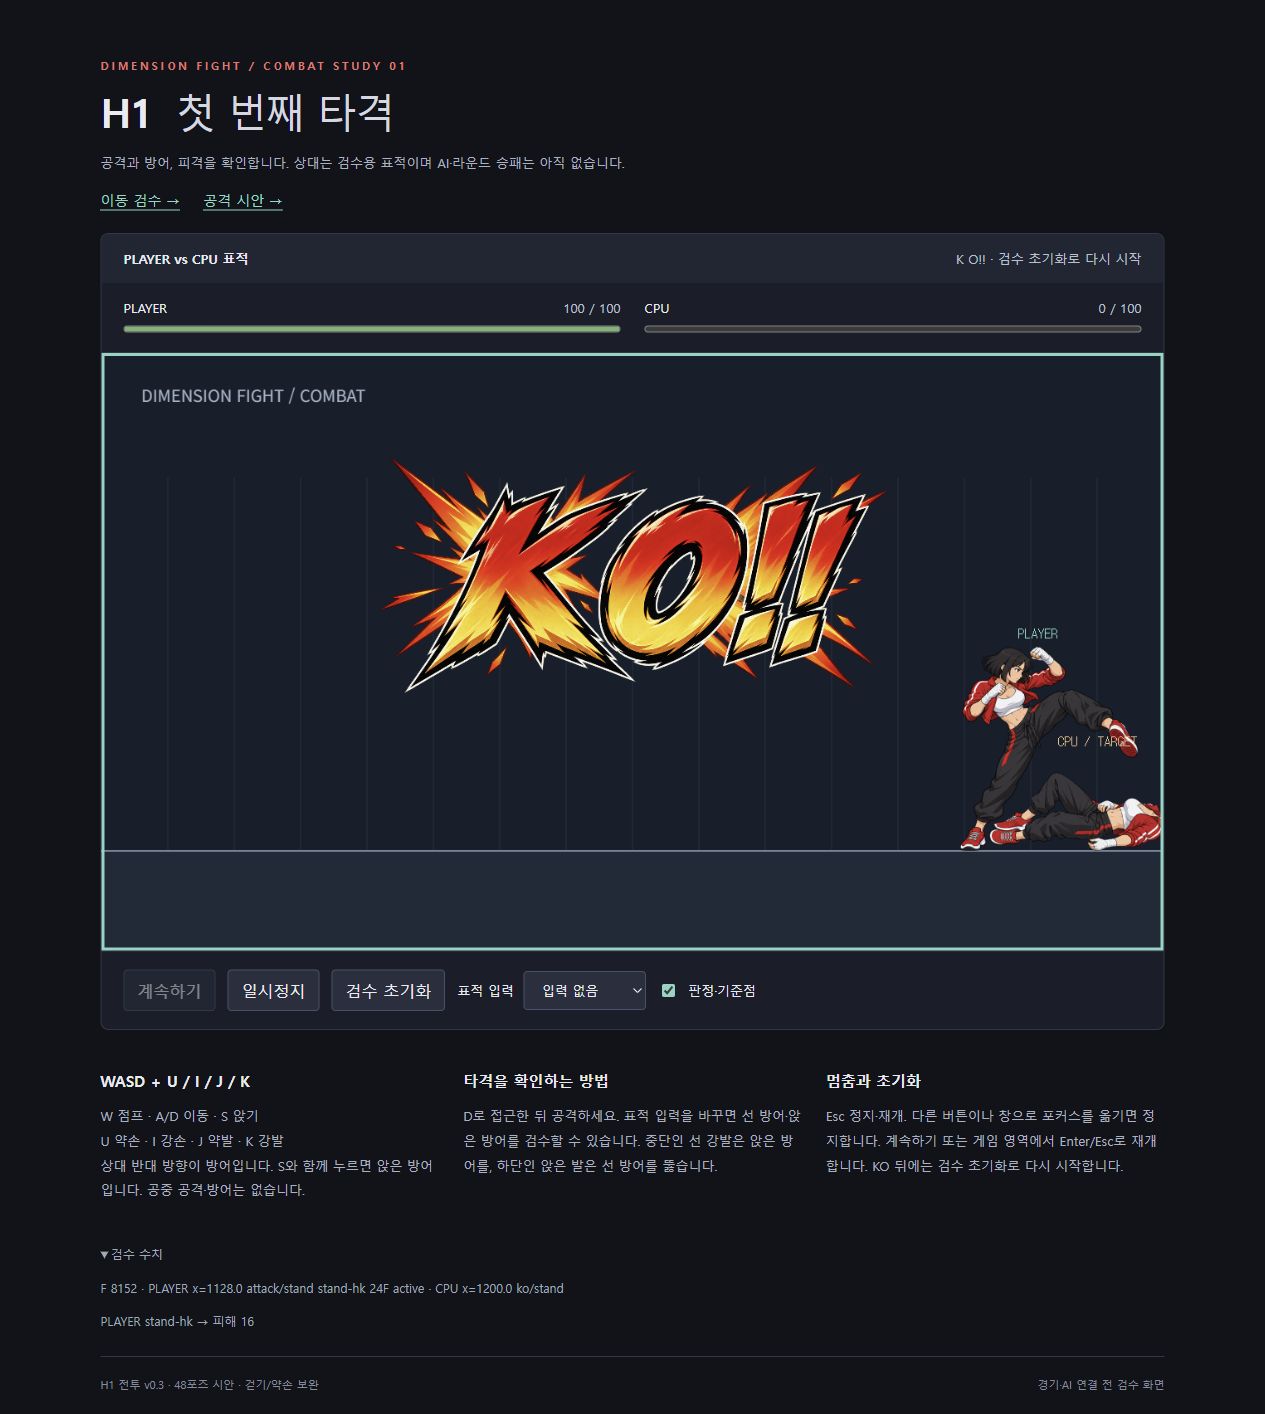 DIMENSION FIGHT / COMBAT STUDY 01
H1 첫 번째 타격
공격과 방어, 피격을 확인합니다. 상대는 검수용 표적이며 AI·라운드 승패는 아직 없습니다.
이동 검수 → 공격 시안 →
PLAYER vs CPU 표적 K O!! · 검수 초기화로 다시 시작
PLAYER 100 / 100 CPU 0 / 100
DIMENSION FIGHT / COMBAT
KO!!
PLAYER
CPU / TARGET
계속하기 일시정지 검수 초기화 표적 입력 입력 없음 판정·기준점
WASD + U / I / J / K
W 점프 · A/D 이동 · S 앉기
U 약손 · I 강손 · J 약발 · K 강발
상대 반대 방향이 방어입니다. S와 함께 누르면 앉은 방어
입니다. 공중 공격·방어는 없습니다.
타격을 확인하는 방법
D로 접근한 뒤 공격하세요. 표적 입력을 바꾸면 선 방어·앉
은 방어를 검수할 수 있습니다. 중단인 선 강발은 앉은 방
어를, 하단인 앉은 발은 선 방어를 뚫습니다.
멈춤과 초기화
Esc 정지·재개. 다른 버튼이나 창으로 포커스를 옮기면 정
지합니다. 계속하기 또는 게임 영역에서 Enter/Esc로 재개
합니다. KO 뒤에는 검수 초기화로 다시 시작합니다.
▼검수 수치
F 8152 · PLAYER x=1128.0 attack/stand stand-hk 24F active · CPU x=1200.0 ko/stand
PLAYER stand-hk → 피해 16
H1 전투 v0.3 · 48포즈 시안 · 걷기/약손 보완 경기·AI 연결 전 검수 화면